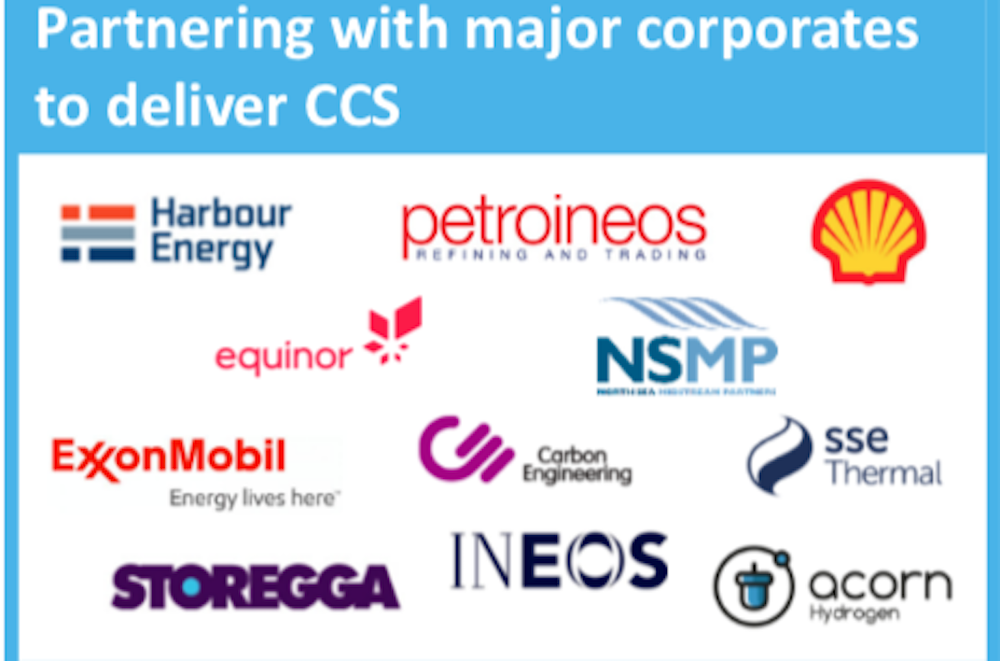 Partnering with major corporates
to deliver CCS
Harbour
Energy
petroineos
REFINING AND TRADING
equinor
NSMP
NORTH SEA MIDSTREAM PARTNERS
ExxonMobil
Energy lives here™
Carbon
Engineering
sse
Thermal
STOREGGA
INEOS
acorn
Hydrogen